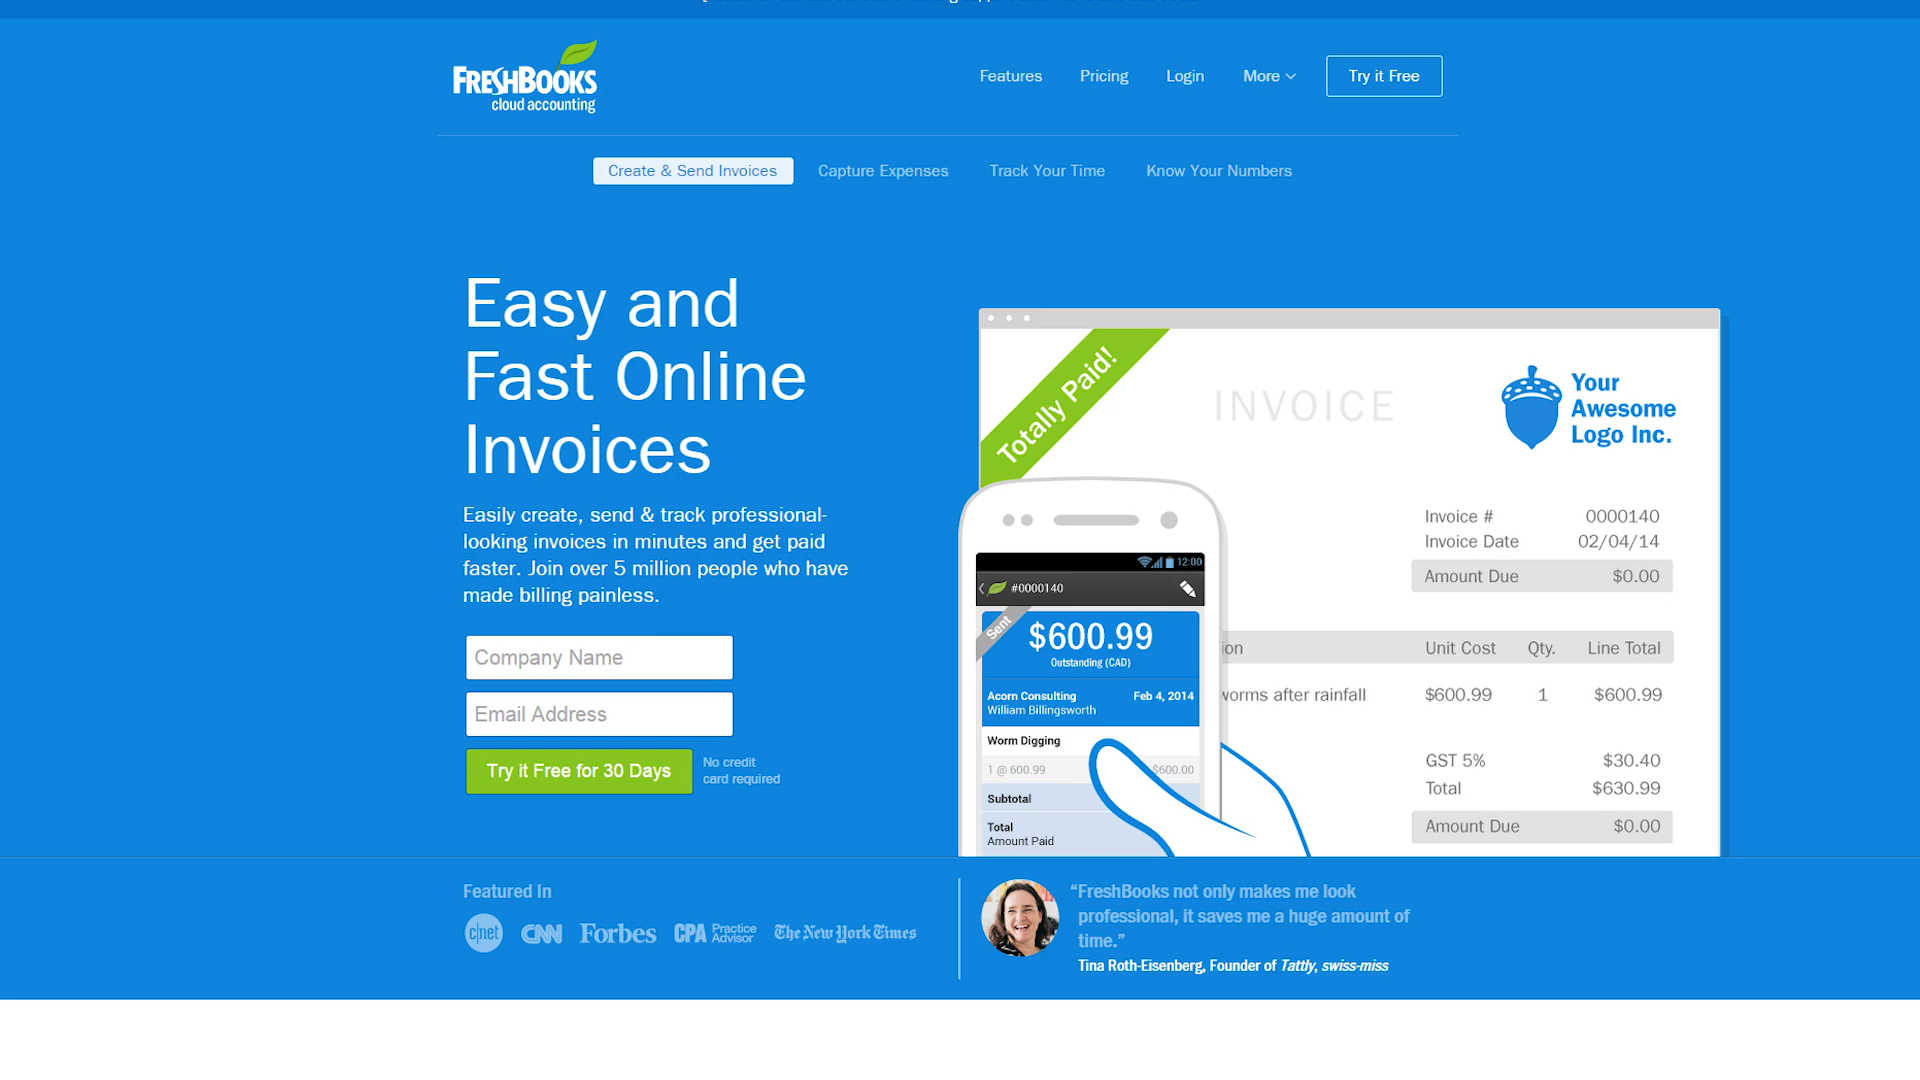 FRESHBOOKS
cloud accounting
Features
Pricing
Login
More
Try it Free
Create & Send Invoices
Capture Expenses
Track Your Time
Know Your Numbers
Easy and
Fast Online
Invoices
Easily create, send & track professional-
looking invoices in minutes and get paid
faster. Join over 5 million people who have
made billing painless.
Company Name
Email Address
Try it Free for 30 Days
No credit
card required
Totally Paid!
INVOICE
Your
Awesome
Logo Inc.
Invoice # 0000140
Invoice Date 02/04/14
Amount Due $0.00
Unit Cost Qty. Line Total
worms after rainfall $600.99 1 $600.99
GST 5% $30.40
Total $630.99
Amount Due $0.00
12:00
#0000140
Sent
$600.99
Outstanding (CAD)
Acorn Consulting Feb 4, 2014
William Billingsworth
Worm Digging
1 @ 600.99 $600.00
Subtotal
Total
Amount Paid
Featured In
c|net
CNN
Forbes
CPA Practice Advisor
The New York Times
“FreshBooks not only makes me look
professional, it saves me a huge amount of
time.”
Tina Roth-Eisenberg, Founder of Tattly, swiss-miss